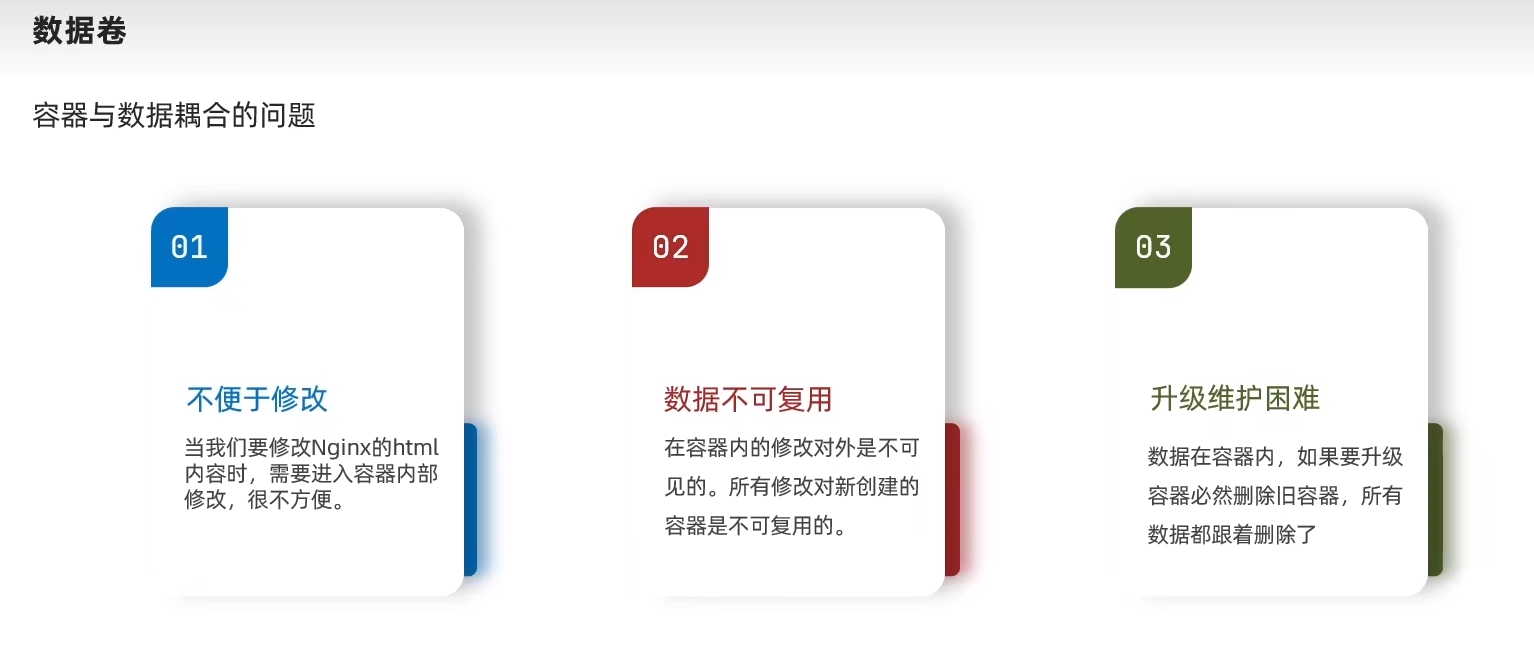 数据卷
容器与数据耦合的问题
01
不便于修改
当我们要修改Nginx的html
内容时，需要进入容器内部
修改，很不方便。
02
数据不可复用
在容器内的修改对外是不可
见的。所有修改对新创建的
容器是不可复用的。
03
升级维护困难
数据在容器内，如果要升级
容器必然删除旧容器，所有
数据都跟着删除了